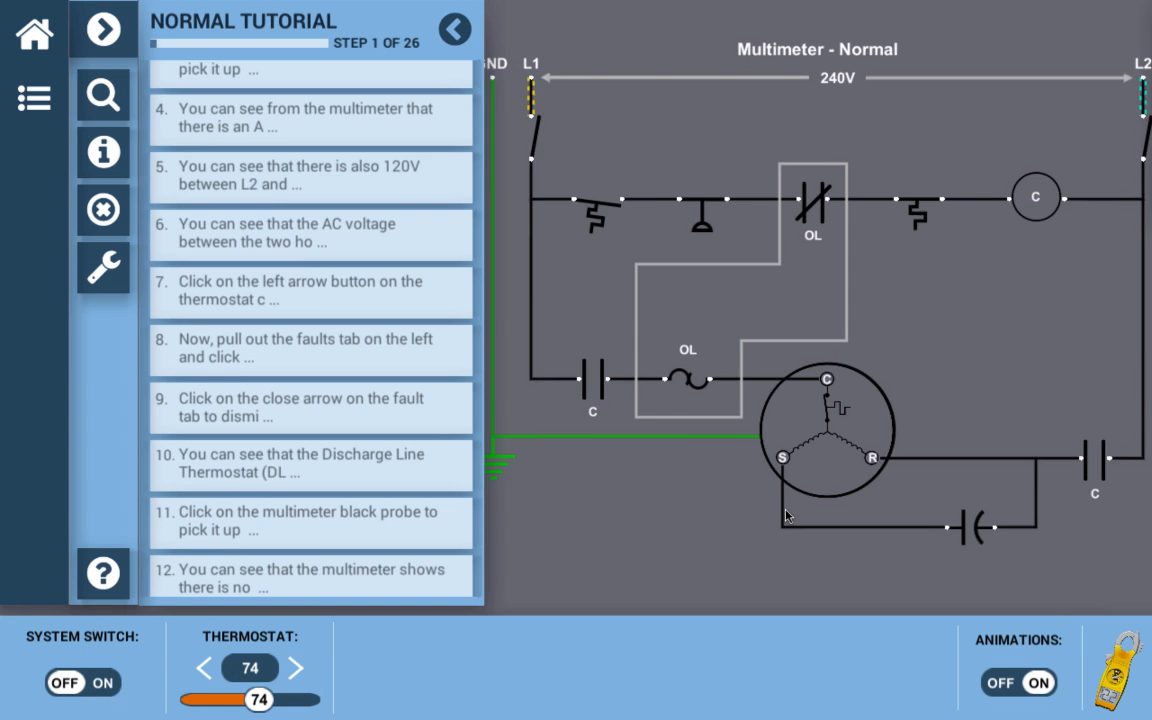 NORMAL TUTORIAL
STEP 1 OF 26
pick it up ...
4. You can see from the multimeter that
there is an A ...
5. You can see that there is also 120V
between L2 and ...
6. You can see that the AC voltage
between the two ho ...
7. Click on the left arrow button on the
thermostat c ...
8. Now, pull out the faults tab on the left
and click ...
9. Click on the close arrow on the fault
tab to dismi ...
10. You can see that the Discharge Line
Thermostat (DL ...
11. Click on the multimeter black probe to
pick it up ...
12. You can see that the multimeter shows
there is no ...
Multimeter - Normal
ND L1 L2
240V
C
OL
OL
C
C
S R
C
SYSTEM SWITCH:
OFF ON
THERMOSTAT:
74
74
ANIMATIONS:
OFF ON